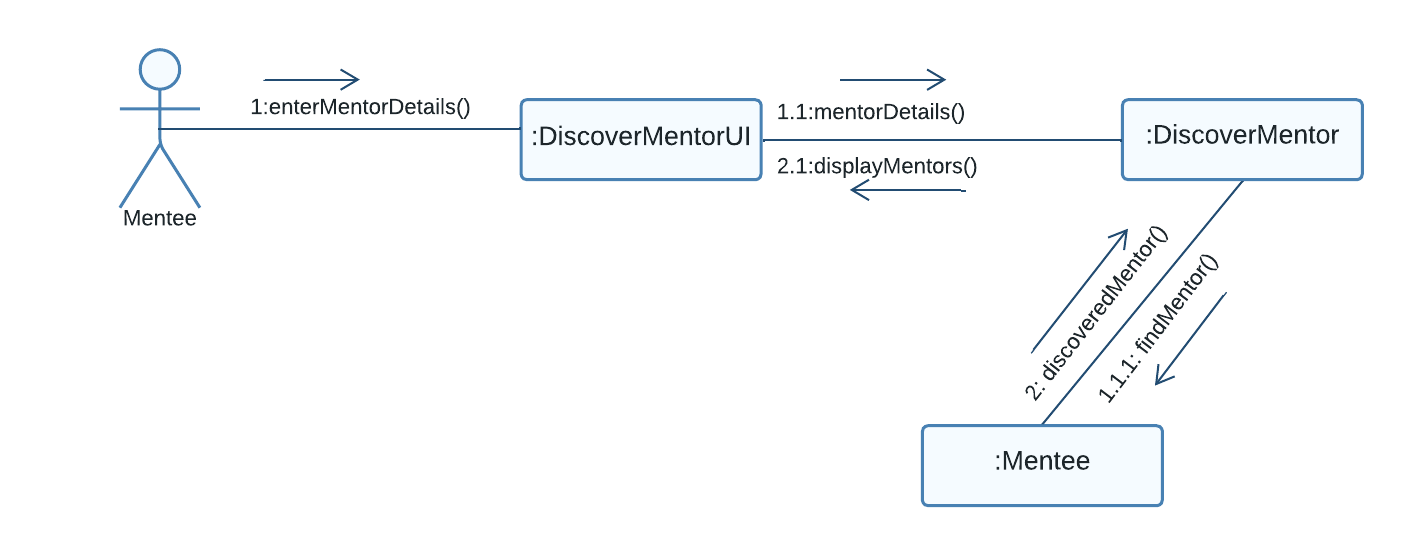 1:enterMentorDetails()
:DiscoverMentorUI
1.1:mentorDetails()
2.1:displayMentors()
:DiscoverMentor
Mentee
2: discoveredMentor()
1.1.1: findMentor()
:Mentee